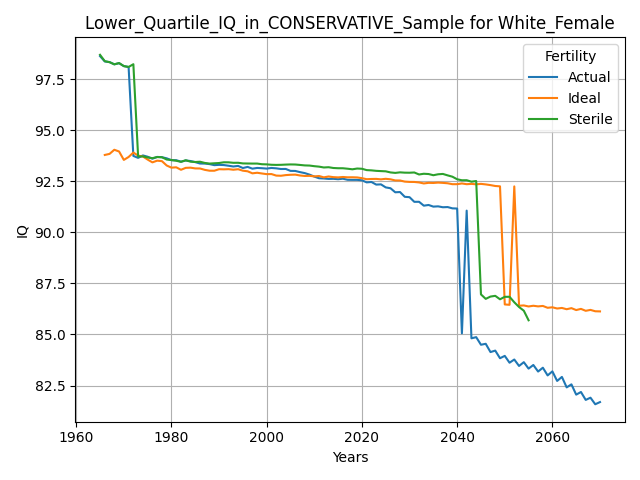 Lower_Quartile_IQ_in_CONSERVATIVE_Sample for White_Female
Fertility
Actual
Ideal
Sterile
97.5
95.0
92.5
90.0
87.5
85.0
82.5
IQ
1960
1980
2000
2020
2040
2060
Years